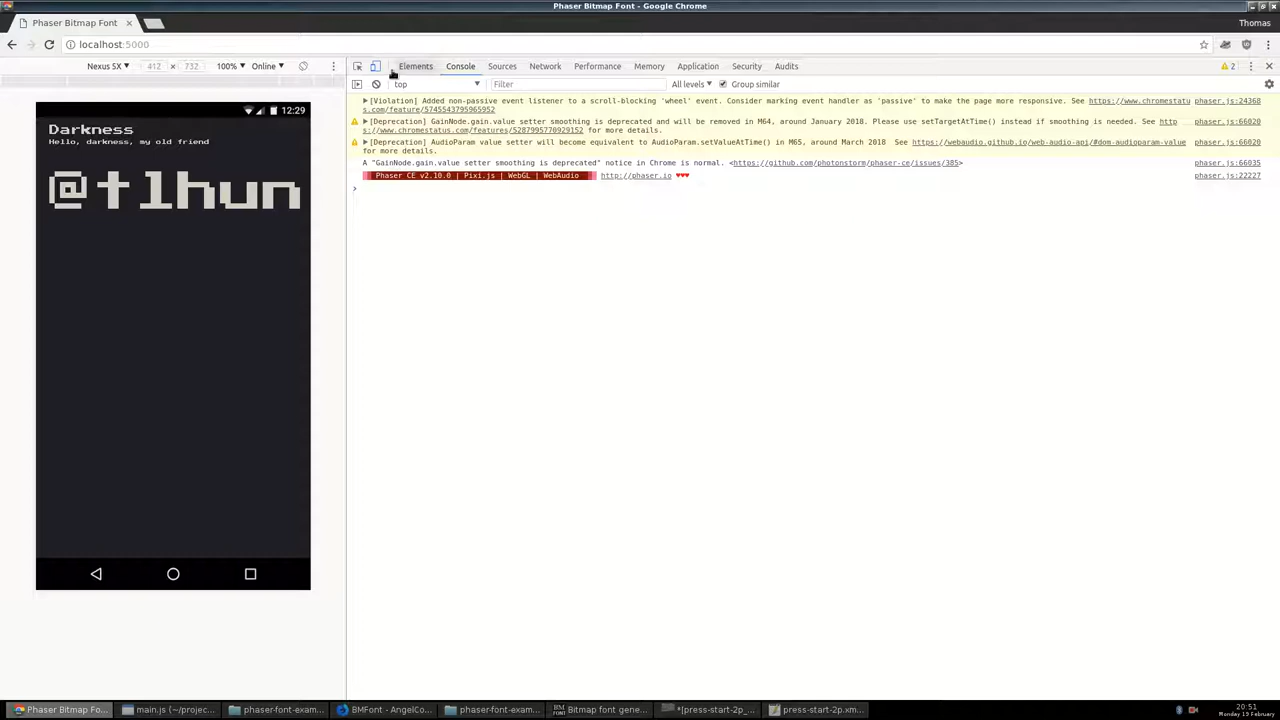 Phaser Bitmap Font - Google Chrome
Phaser Bitmap Font
Thomas
localhost:5000
Nexus 5X 412 × 732 100% Online
Elements Console Sources Network Performance Memory Application Security Audits 2
top Filter All levels Group similar
[Violation] Added non-passive event listener to a scroll-blocking 'wheel' event. Consider marking event handler as 'passive' to make the page more responsive. See https://www.chromestatu phaser.js:24368
s.com/feature/5745543795965952
[Deprecation] GainNode.gain.value setter smoothing is deprecated and will be removed in M64, around January 2018. Please use setTargetAtTime() instead if smoothing is needed. See http phaser.js:66020
s://www.chromestatus.com/features/5287995770929152 for more details.
[Deprecation] AudioParam value setter will become equivalent to AudioParam.setValueAtTime() in M65, around March 2018 See https://webaudio.github.io/web-audio-api/#dom-audioparam-value phaser.js:66020
for more details.
A "GainNode.gain.value setter smoothing is deprecated" notice in Chrome is normal. <https://github.com/photonstorm/phaser-ce/issues/385> phaser.js:66035
Phaser CE v2.10.0 | Pixi.js | WebGL | WebAudio http://phaser.io ♥♥♥ phaser.js:22227
12:29
Darkness
Hello, darkness, my old friend
@tlhun
Phaser Bitmap Fo... main.js (~/projec... phaser-font-exam... BMFont - AngelCo... phaser-font-exam... Bitmap font gene... *[press-start-2p_... press-start-2p.xm...
20:51
Monday 19 February